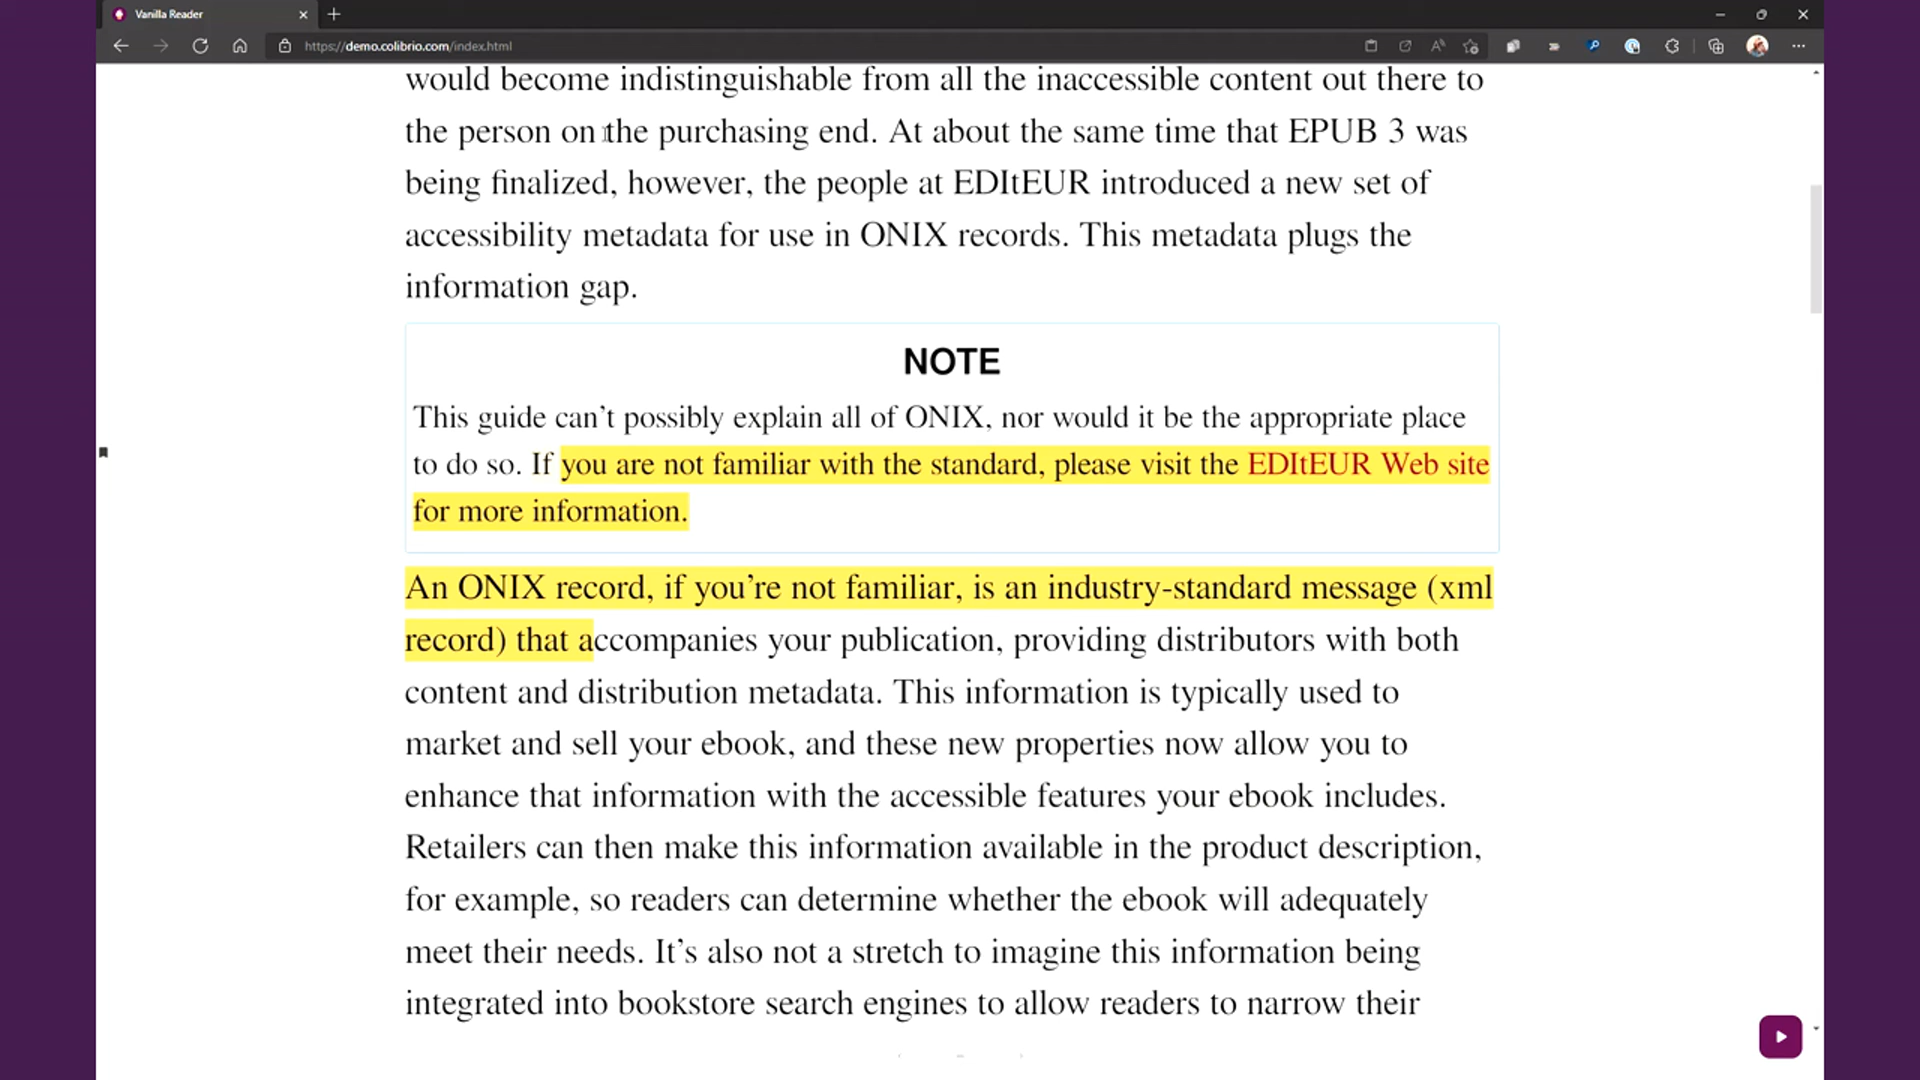 Vanilla Reader
https://demo.colibrio.com/index.html
would become indistinguishable from all the inaccessible content out there to
the person on the purchasing end. At about the same time that EPUB 3 was
being finalized, however, the people at EDItEUR introduced a new set of
accessibility metadata for use in ONIX records. This metadata plugs the
information gap.
NOTE
This guide can’t possibly explain all of ONIX, nor would it be the appropriate place
to do so. If you are not familiar with the standard, please visit the EDItEUR Web site
for more information.
An ONIX record, if you’re not familiar, is an industry-standard message (xml
record) that accompanies your publication, providing distributors with both
content and distribution metadata. This information is typically used to
market and sell your ebook, and these new properties now allow you to
enhance that information with the accessible features your ebook includes.
Retailers can then make this information available in the product description,
for example, so readers can determine whether the ebook will adequately
meet their needs. It’s also not a stretch to imagine this information being
integrated into bookstore search engines to allow readers to narrow their